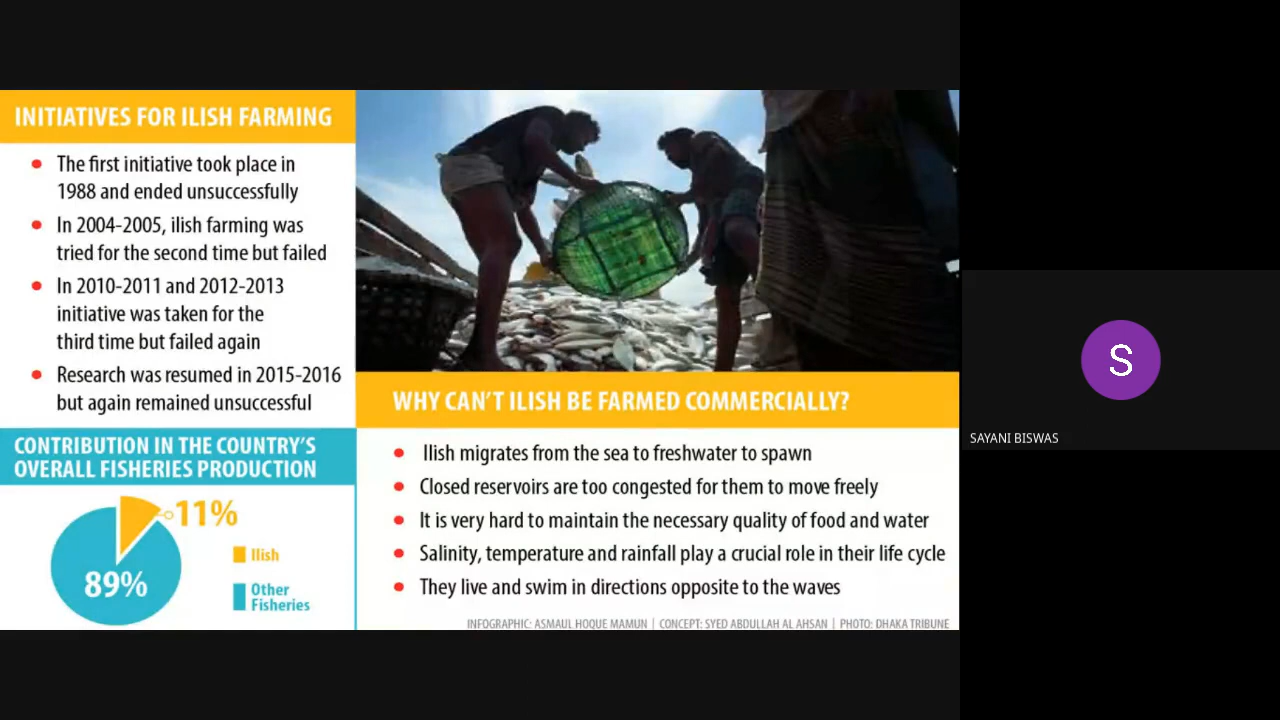 INITIATIVES FOR ILISH FARMING
The first initiative took place in
1988 and ended unsuccessfully
In 2004-2005, ilish farming was
tried for the second time but failed
In 2010-2011 and 2012-2013
initiative was taken for the
third time but failed again
Research was resumed in 2015-2016
but again remained unsuccessful
CONTRIBUTION IN THE COUNTRY'S
OVERALL FISHERIES PRODUCTION
11%
89%
Ilish
Other
Fisheries
WHY CAN'T ILISH BE FARMED COMMERCIALLY?
Ilish migrates from the sea to freshwater to spawn
Closed reservoirs are too congested for them to move freely
It is very hard to maintain the necessary quality of food and water
Salinity, temperature and rainfall play a crucial role in their life cycle
They live and swim in directions opposite to the waves
INFOGRAPHIC: ASMAUL HOQUE MAMUN | CONCEPT: SYED ABDULLAH AL AHSAN | PHOTO: DHAKA TRIBUNE
S
SAYANI BISWAS